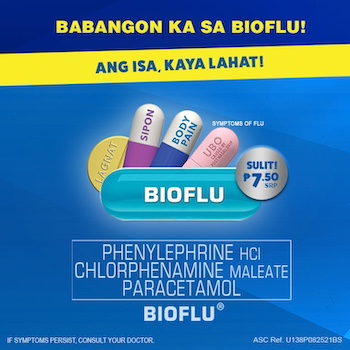 BABANGON KA SA BIOFLU!
ANG ISA, KAYA LAHAT!
SYMPTOMS OF FLU
LAGNAT
SIPON
BODY
PAIN
UBO
BIOFLU
SULIT!
₱7.50
SRP
PHENYLEPHRINE HCl
CHLORPHENAMINE MALEATE
PARACETAMOL
BIOFLU®
IF SYMPTOMS PERSIST, CONSULT YOUR DOCTOR.
ASC Ref. U138P082521BS